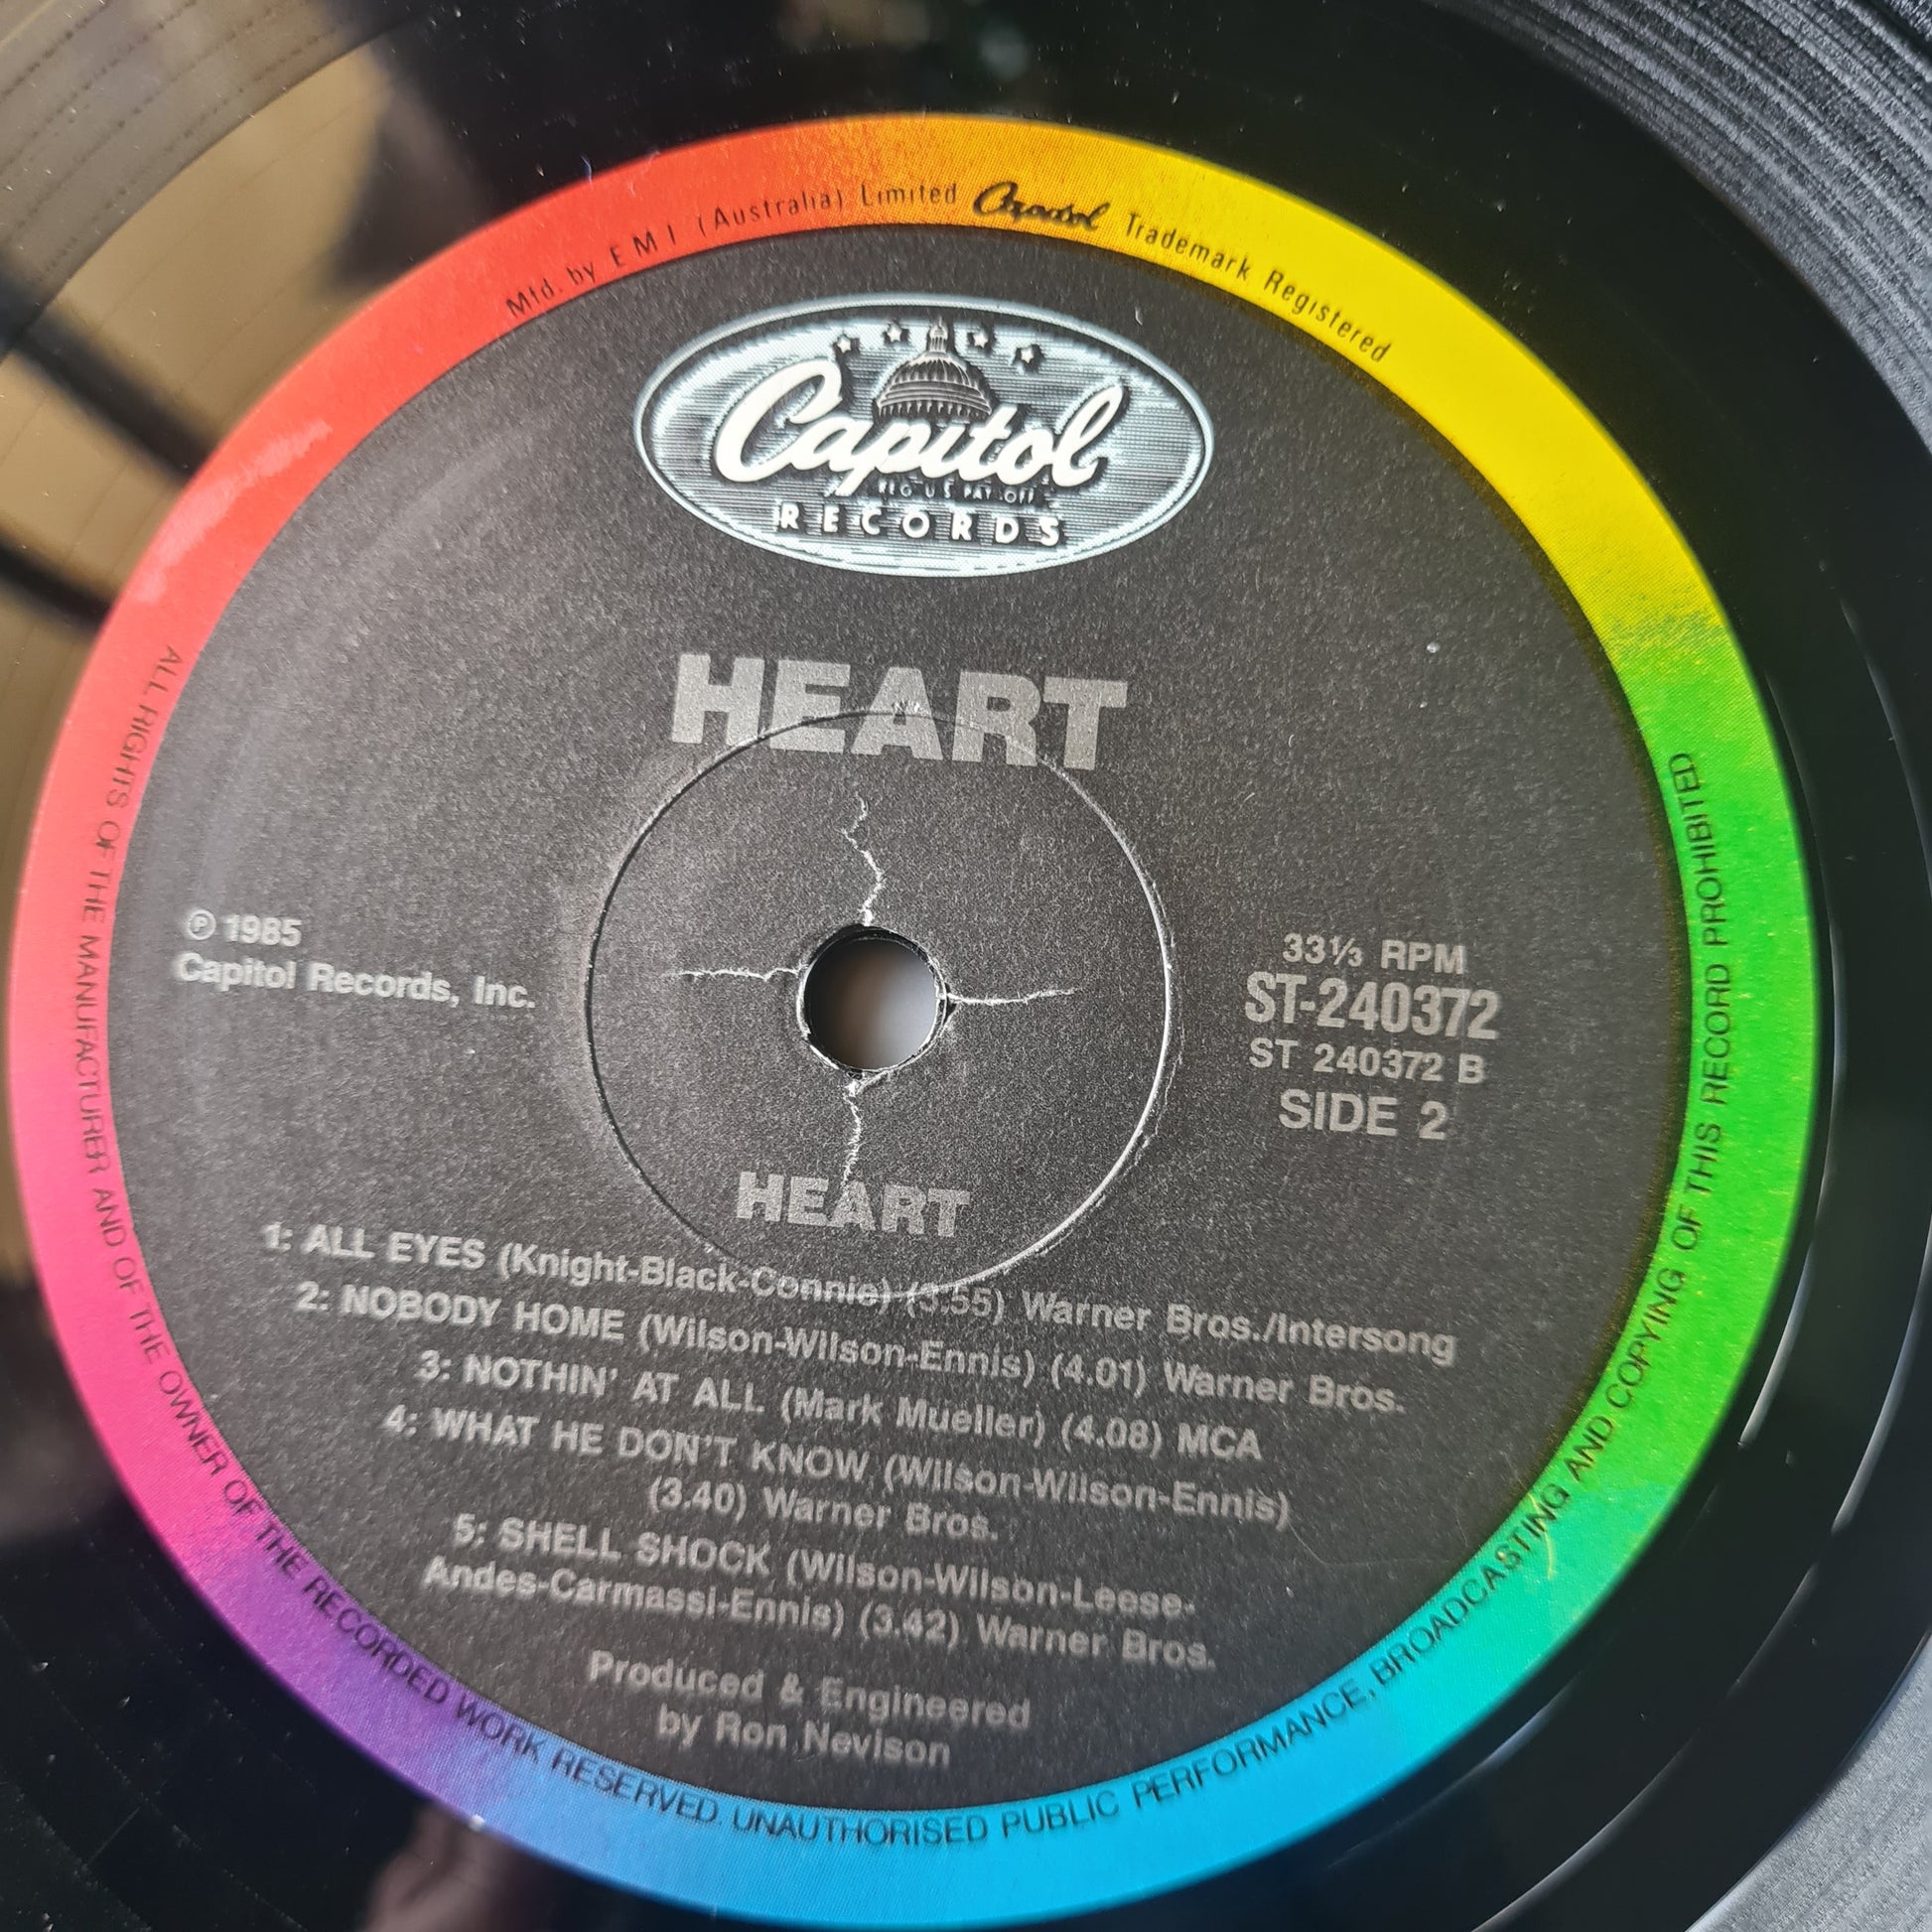 Mfd. by E M I (Australia) Limited Capitol Trademark Registered
Capitol
REG. U.S. PAT. OFF.
RECORDS
HEART
℗ 1985
Capitol Records, Inc.
33⅓ RPM
ST-240372
ST 240372 B
SIDE 2
HEART
1: ALL EYES (Knight-Black-Connie) (3.55) Warner Bros./Intersong
2: NOBODY HOME (Wilson-Wilson-Ennis) (4.01) Warner Bros.
3: NOTHIN' AT ALL (Mark Mueller) (4.08) MCA
4: WHAT HE DON'T KNOW (Wilson-Wilson-Ennis)
(3.40) Warner Bros.
5: SHELL SHOCK (Wilson-Wilson-Leese-
Andes-Carmassi-Ennis) (3.42) Warner Bros.
Produced & Engineered
by Ron Nevison
ALL RIGHTS OF THE MANUFACTURER AND OF THE OWNER OF THE RECORDED WORK RESERVED. UNAUTHORISED PUBLIC PERFORMANCE, BROADCASTING AND COPYING OF THIS RECORD PROHIBITED